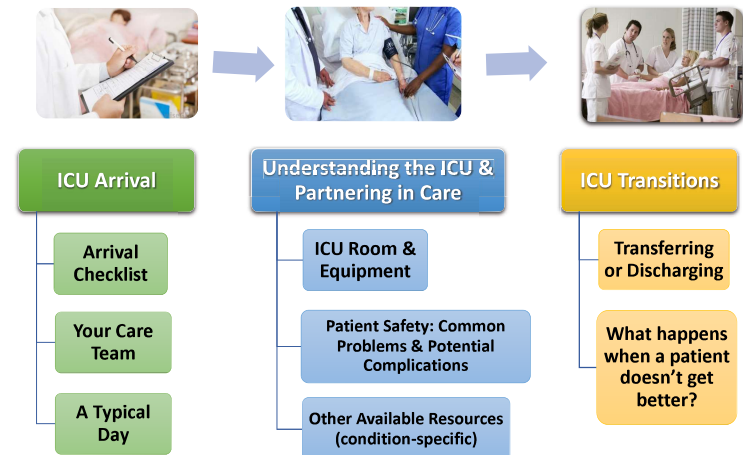 ICU Arrival
Arrival
Checklist
Your Care
Team
A Typical
Day
Understanding the ICU &
Partnering in Care
ICU Room &
Equipment
Patient Safety: Common
Problems & Potential
Complications
Other Available Resources
(condition-specific)
ICU Transitions
Transferring
or Discharging
What happens
when a patient
doesn’t get
better?